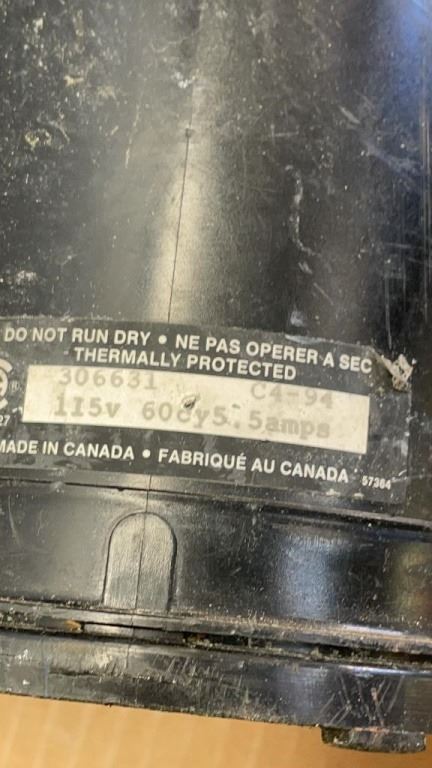 DO NOT RUN DRY • NE PAS OPERER A SEC
THERMALLY PROTECTED
306631 C4-94
115v 60cy5.5amps
MADE IN CANADA • FABRIQUÉ AU CANADA 57364